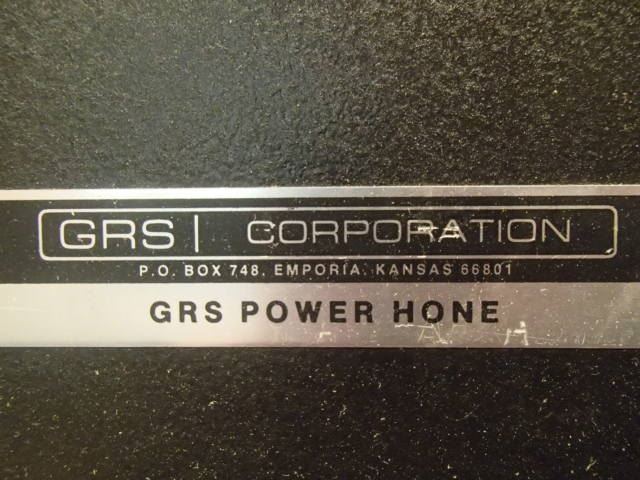 GRS | CORPORATION
P.O. BOX 748, EMPORIA, KANSAS 66801
GRS POWER HONE